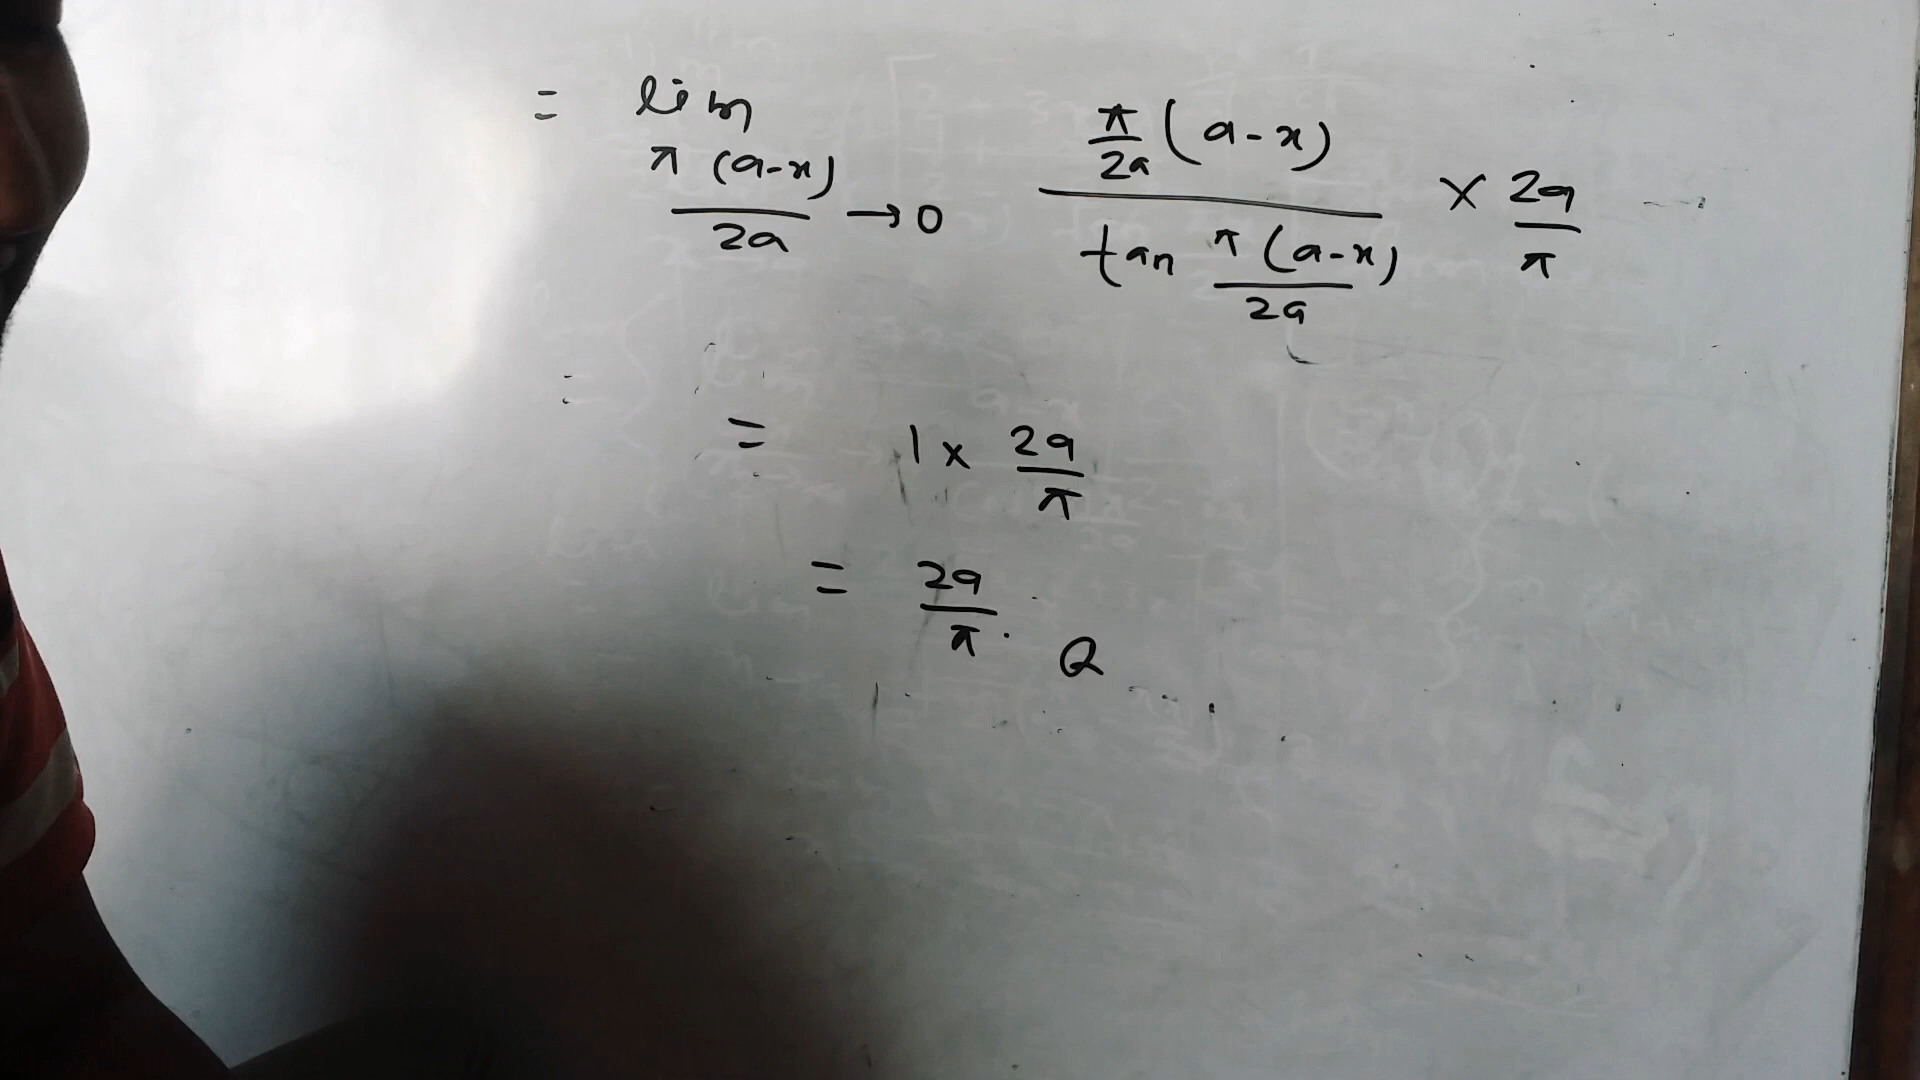 = lim π(a-x)/2a → 0 (π/2a (a-x)) / (tan π(a-x)/2a) × 2a/π
= 1 × 2a/π
= 2a/π .